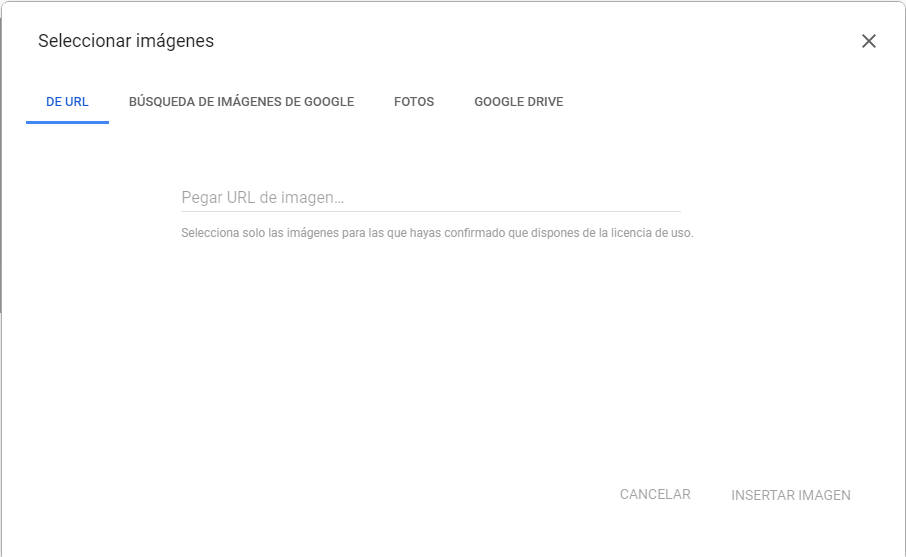 Seleccionar imágenes
DE URL BÚSQUEDA DE IMÁGENES DE GOOGLE FOTOS GOOGLE DRIVE
Pegar URL de imagen...
Selecciona solo las imágenes para las que hayas confirmado que dispones de la licencia de uso.
CANCELAR INSERTAR IMAGEN